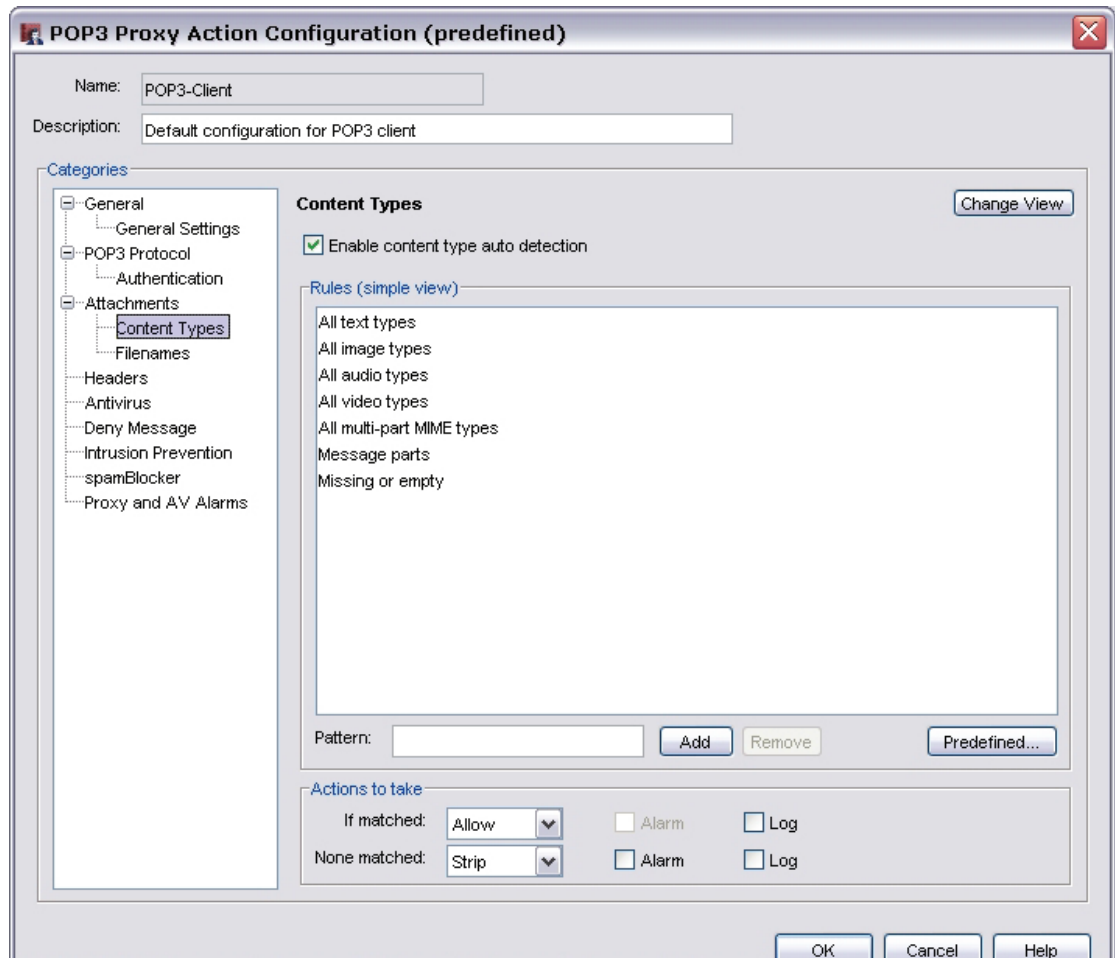 POP3 Proxy Action Configuration (predefined)
Name: POP3-Client
Description: Default configuration for POP3 client
Categories
General
General Settings
POP3 Protocol
Authentication
Attachments
Content Types
Filenames
Headers
Antivirus
Deny Message
Intrusion Prevention
spamBlocker
Proxy and AV Alarms
Content Types
Change View
Enable content type auto detection
Rules (simple view)
All text types
All image types
All audio types
All video types
All multi-part MIME types
Message parts
Missing or empty
Pattern: Add Remove Predefined...
Actions to take
If matched: Allow Alarm Log
None matched: Strip Alarm Log
OK Cancel Help